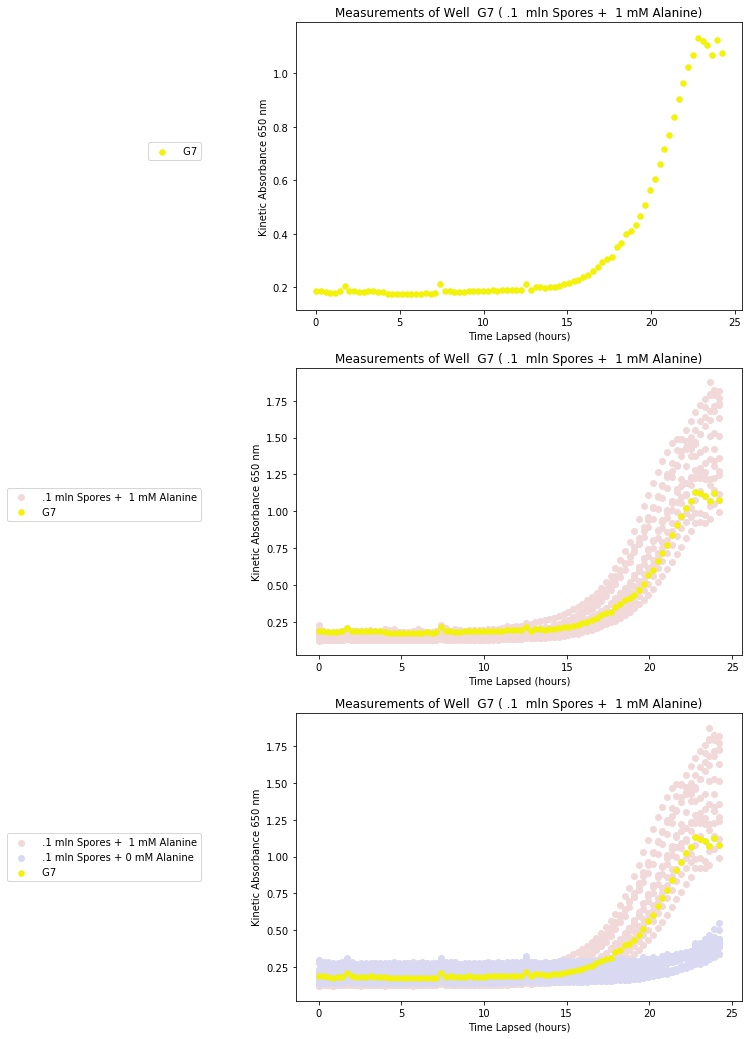 Measurements of Well  G7 ( .1  mln Spores +  1 mM Alanine)
Kinetic Absorbance 650 nm
1.0
0.8
0.6
0.4
0.2
G7
0 5 10 15 20 25
Time Lapsed (hours)
Measurements of Well  G7 ( .1  mln Spores +  1 mM Alanine)
Kinetic Absorbance 650 nm
1.75
1.50
1.25
1.00
0.75
0.50
0.25
.1 mln Spores +  1 mM Alanine
G7
0 5 10 15 20 25
Time Lapsed (hours)
Measurements of Well  G7 ( .1  mln Spores +  1 mM Alanine)
Kinetic Absorbance 650 nm
1.75
1.50
1.25
1.00
0.75
0.50
0.25
.1 mln Spores +  1 mM Alanine
.1 mln Spores + 0 mM Alanine
G7
0 5 10 15 20 25
Time Lapsed (hours)